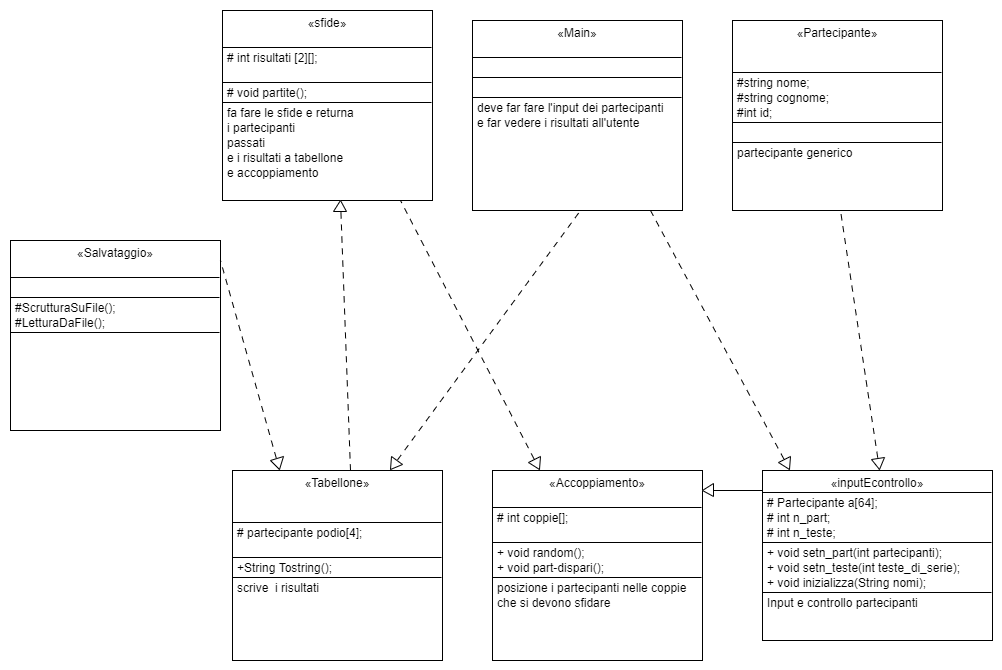 «sfide»
# int risultati [2][];
# void partite();
fa fare le sfide e returna
i partecipanti
passati
e i risultati a tabellone
e accoppiamento
«Main»
deve far fare l'input dei partecipanti
e far vedere i risultati all'utente
«Partecipante»
#string nome;
#string cognome;
#int id;
partecipante generico
«Salvataggio»
#ScrutturaSuFile();
#LetturaDaFile();
«Tabellone»
# partecipante podio[4];
+String Tostring();
scrive  i risultati
«Accoppiamento»
# int coppie[];
+ void random();
+ void part-dispari();
posizione i partecipanti nelle coppie
che si devono sfidare
«inputEcontrollo»
# Partecipante a[64];
# int n_part;
# int n_teste;
+ void setn_part(int partecipanti);
+ void setn_teste(int teste_di_serie);
+ void inizializza(String nomi);
Input e controllo partecipanti